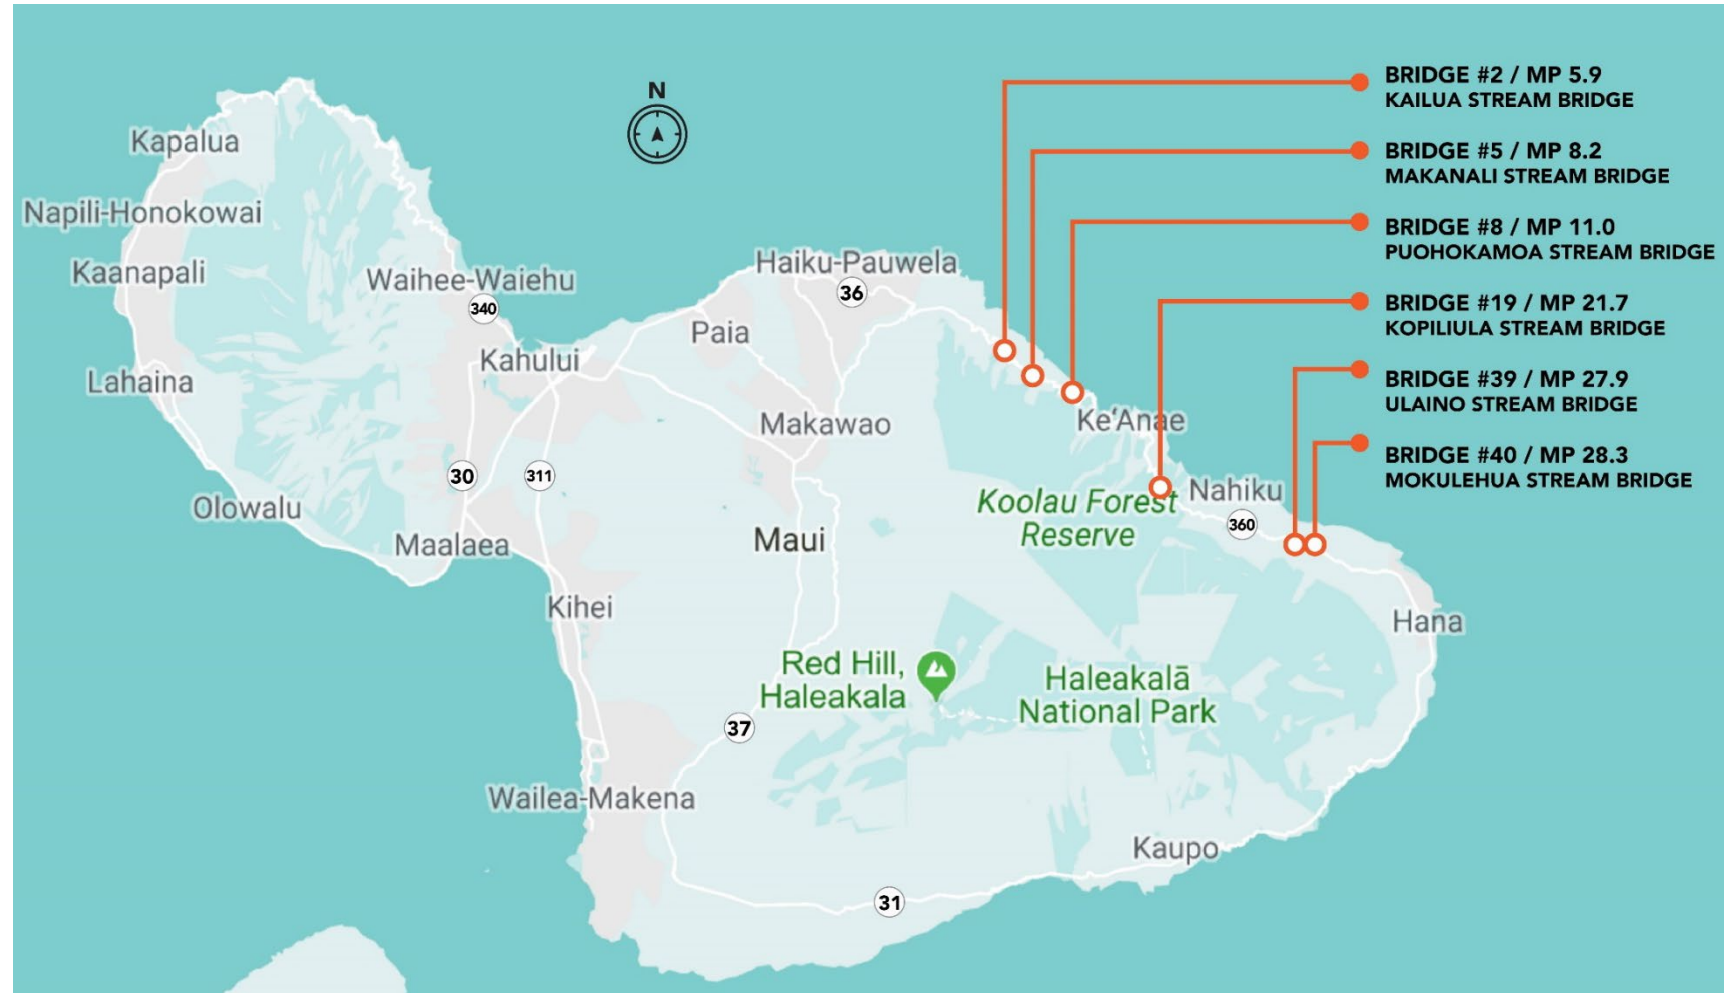 N
BRIDGE #2 / MP 5.9
KAILUA STREAM BRIDGE
BRIDGE #5 / MP 8.2
MAKANALI STREAM BRIDGE
BRIDGE #8 / MP 11.0
PUOHOKAMOA STREAM BRIDGE
BRIDGE #19 / MP 21.7
KOPILIULA STREAM BRIDGE
BRIDGE #39 / MP 27.9
ULAINO STREAM BRIDGE
BRIDGE #40 / MP 28.3
MOKULEHUA STREAM BRIDGE
Kapalua
Napili-Honokowai
Kaanapali
Waihee-Waiehu
340
Haiku-Pauwela
36
Paia
Kahului
Lahaina
Makawao
Ke‘Anae
30
311
Olowalu
Maalaea
Maui
Koolau Forest
Reserve
Nahiku
360
Kihei
Hana
Red Hill,
Haleakala
Haleakalā
National Park
37
Wailea-Makena
Kaupo
31